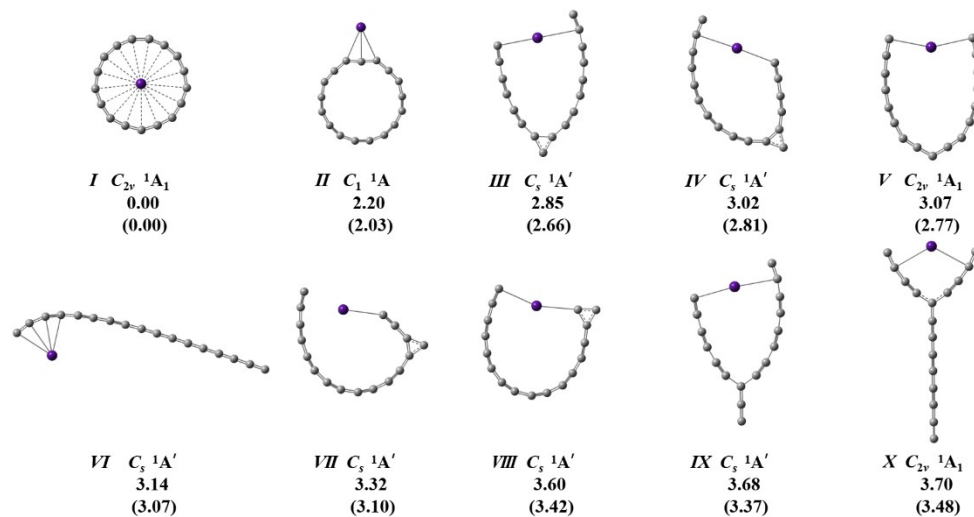 I C2v ¹A₁
0.00
(0.00)
II C₁ ¹A
2.20
(2.03)
III Cs ¹A′
2.85
(2.66)
IV Cs ¹A′
3.02
(2.81)
V C2v ¹A₁
3.07
(2.77)
VI Cs ¹A′
3.14
(3.07)
VII Cs ¹A′
3.32
(3.10)
VIII Cs ¹A′
3.60
(3.42)
IX Cs ¹A′
3.68
(3.37)
X C2v ¹A₁
3.70
(3.48)